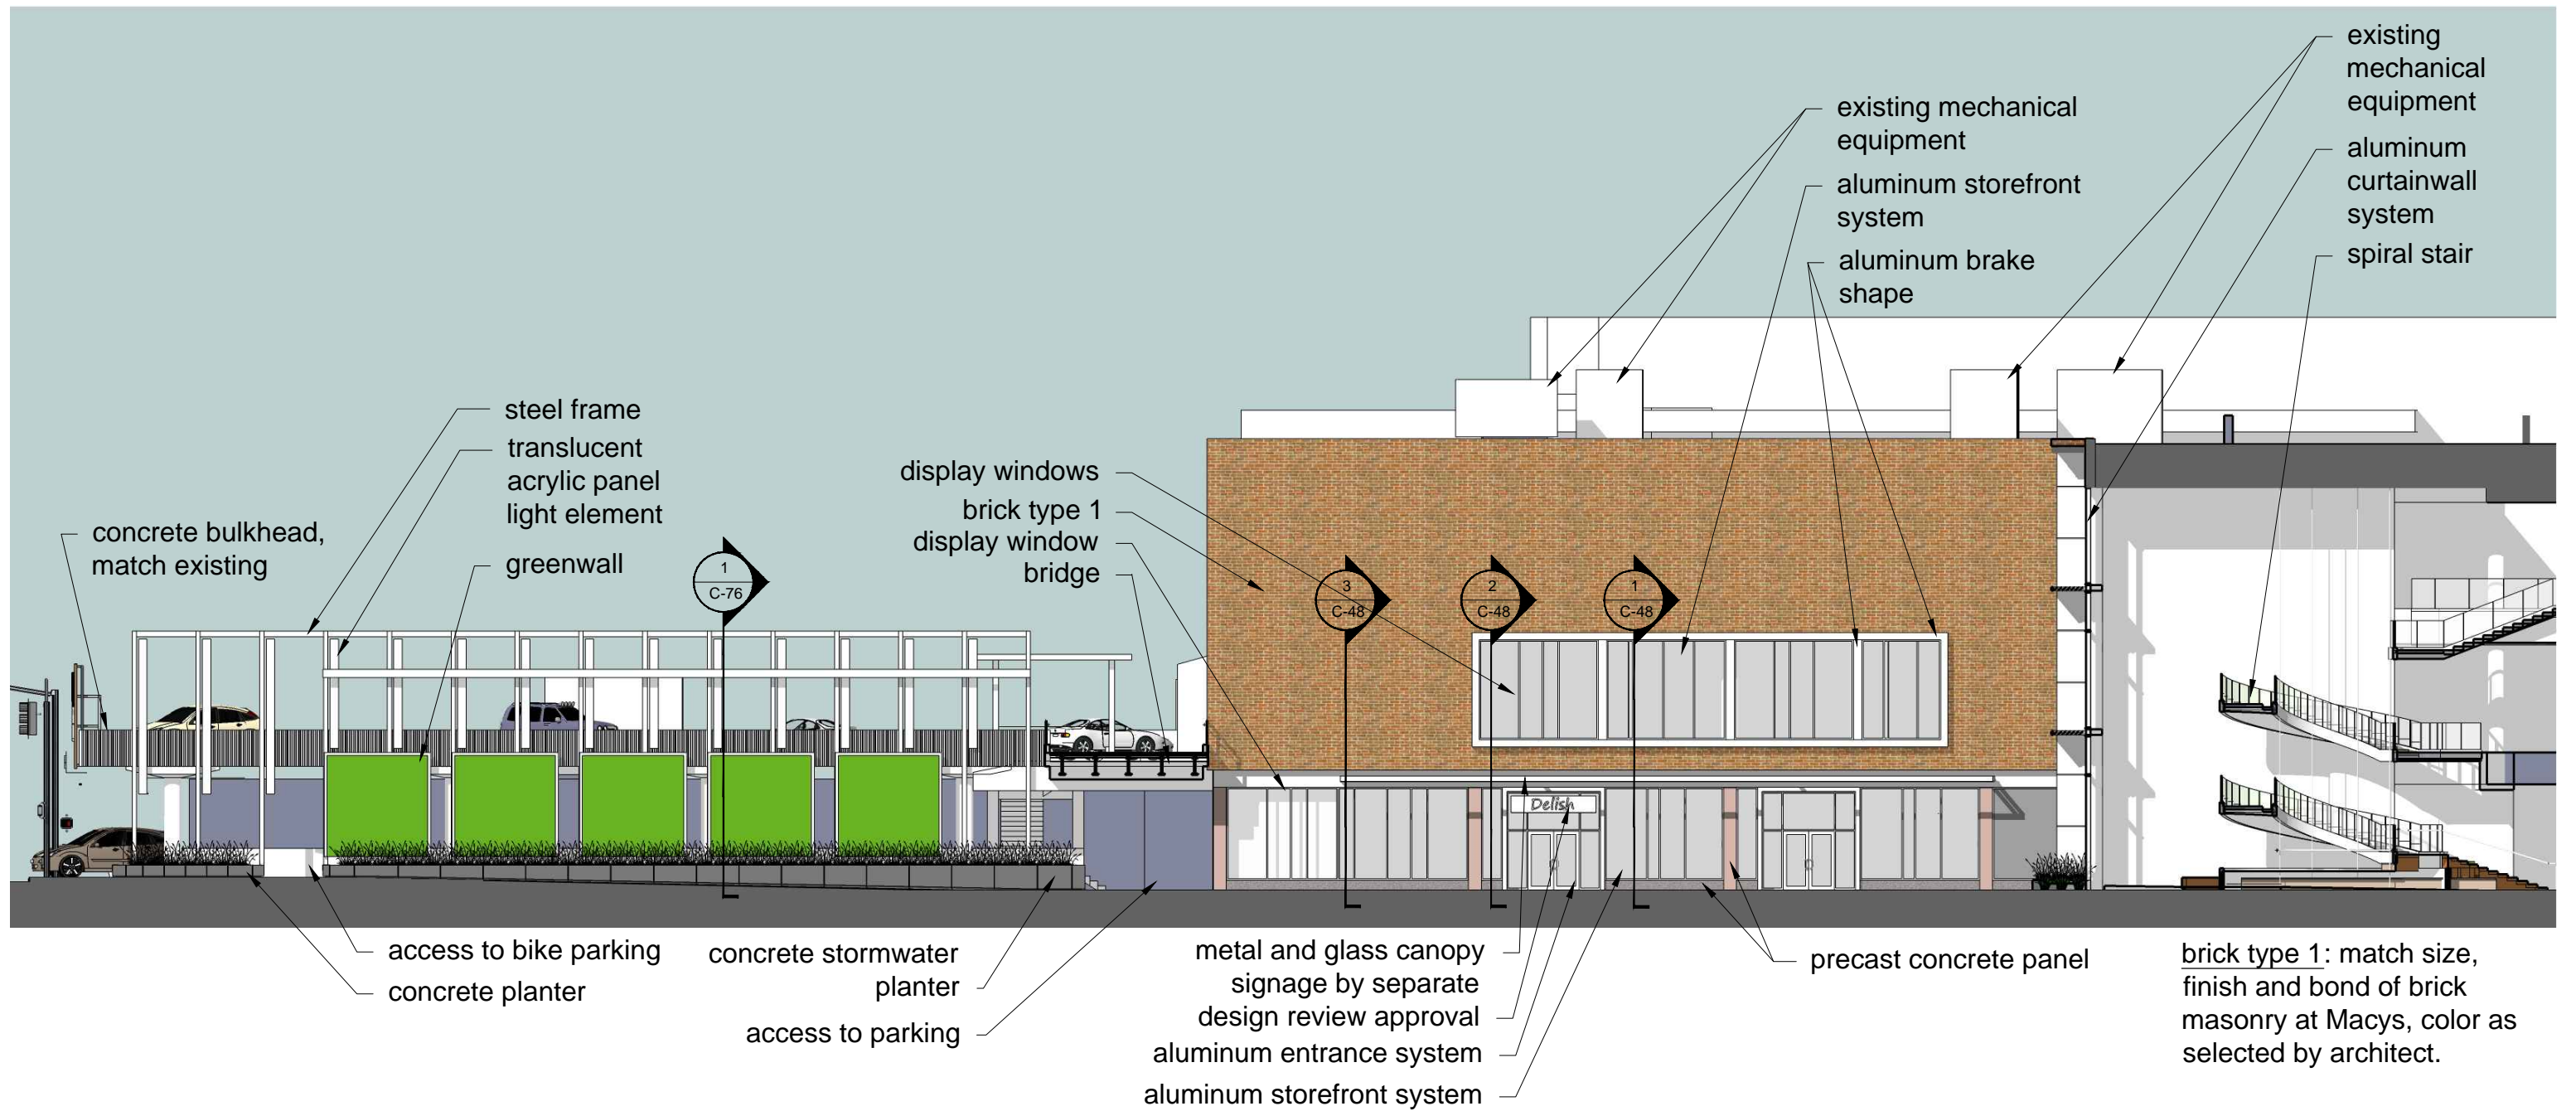 existing
mechanical
equipment
existing mechanical
equipment
aluminum
curtainwall
system
aluminum storefront
system
spiral stair
aluminum brake
shape
steel frame
translucent
acrylic panel
light element
display windows
brick type 1
display window
bridge
concrete bulkhead,
match existing
greenwall
1
C-76
3
C-48
2
C-48
1
C-48
Delish
access to bike parking
concrete planter
concrete stormwater
planter
access to parking
metal and glass canopy
signage by separate
design review approval
aluminum entrance system
aluminum storefront system
precast concrete panel
brick type 1: match size,
finish and bond of brick
masonry at Macys, color as
selected by architect.